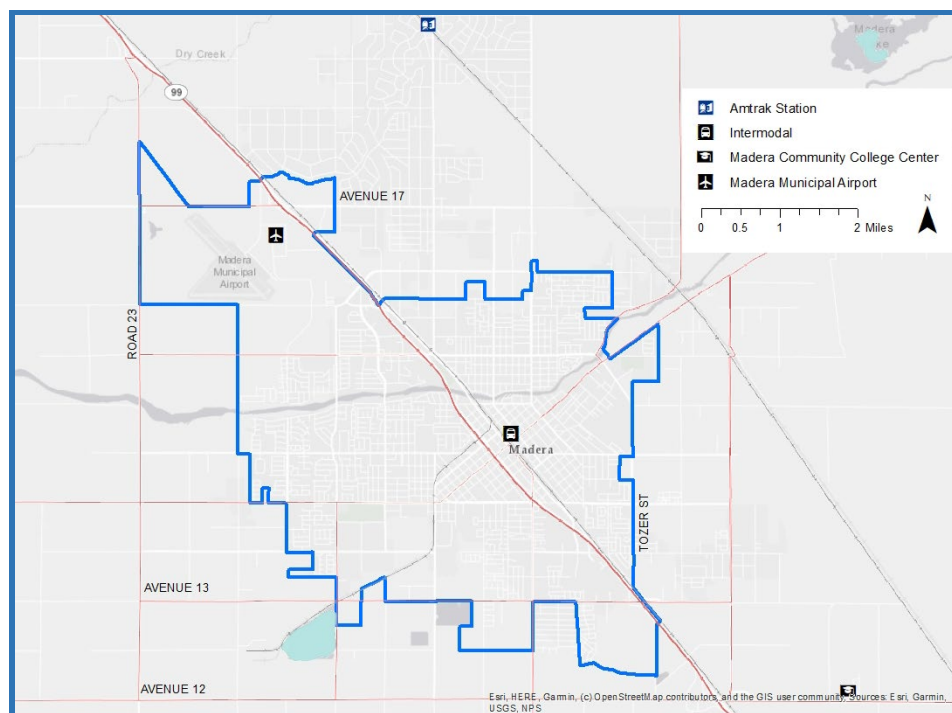 Dry Creek
Madera
Lake
99
Amtrak Station
Intermodal
Madera Community College Center
Madera Municipal Airport
N
0 0.5 1 2 Miles
AVENUE 17
Madera
Municipal
Airport
ROAD 23
Madera
TOZER ST
AVENUE 13
AVENUE 12
Esri, HERE, Garmin, (c) OpenStreetMap contributors, and the GIS user community, Sources: Esri, Garmin,
USGS, NPS